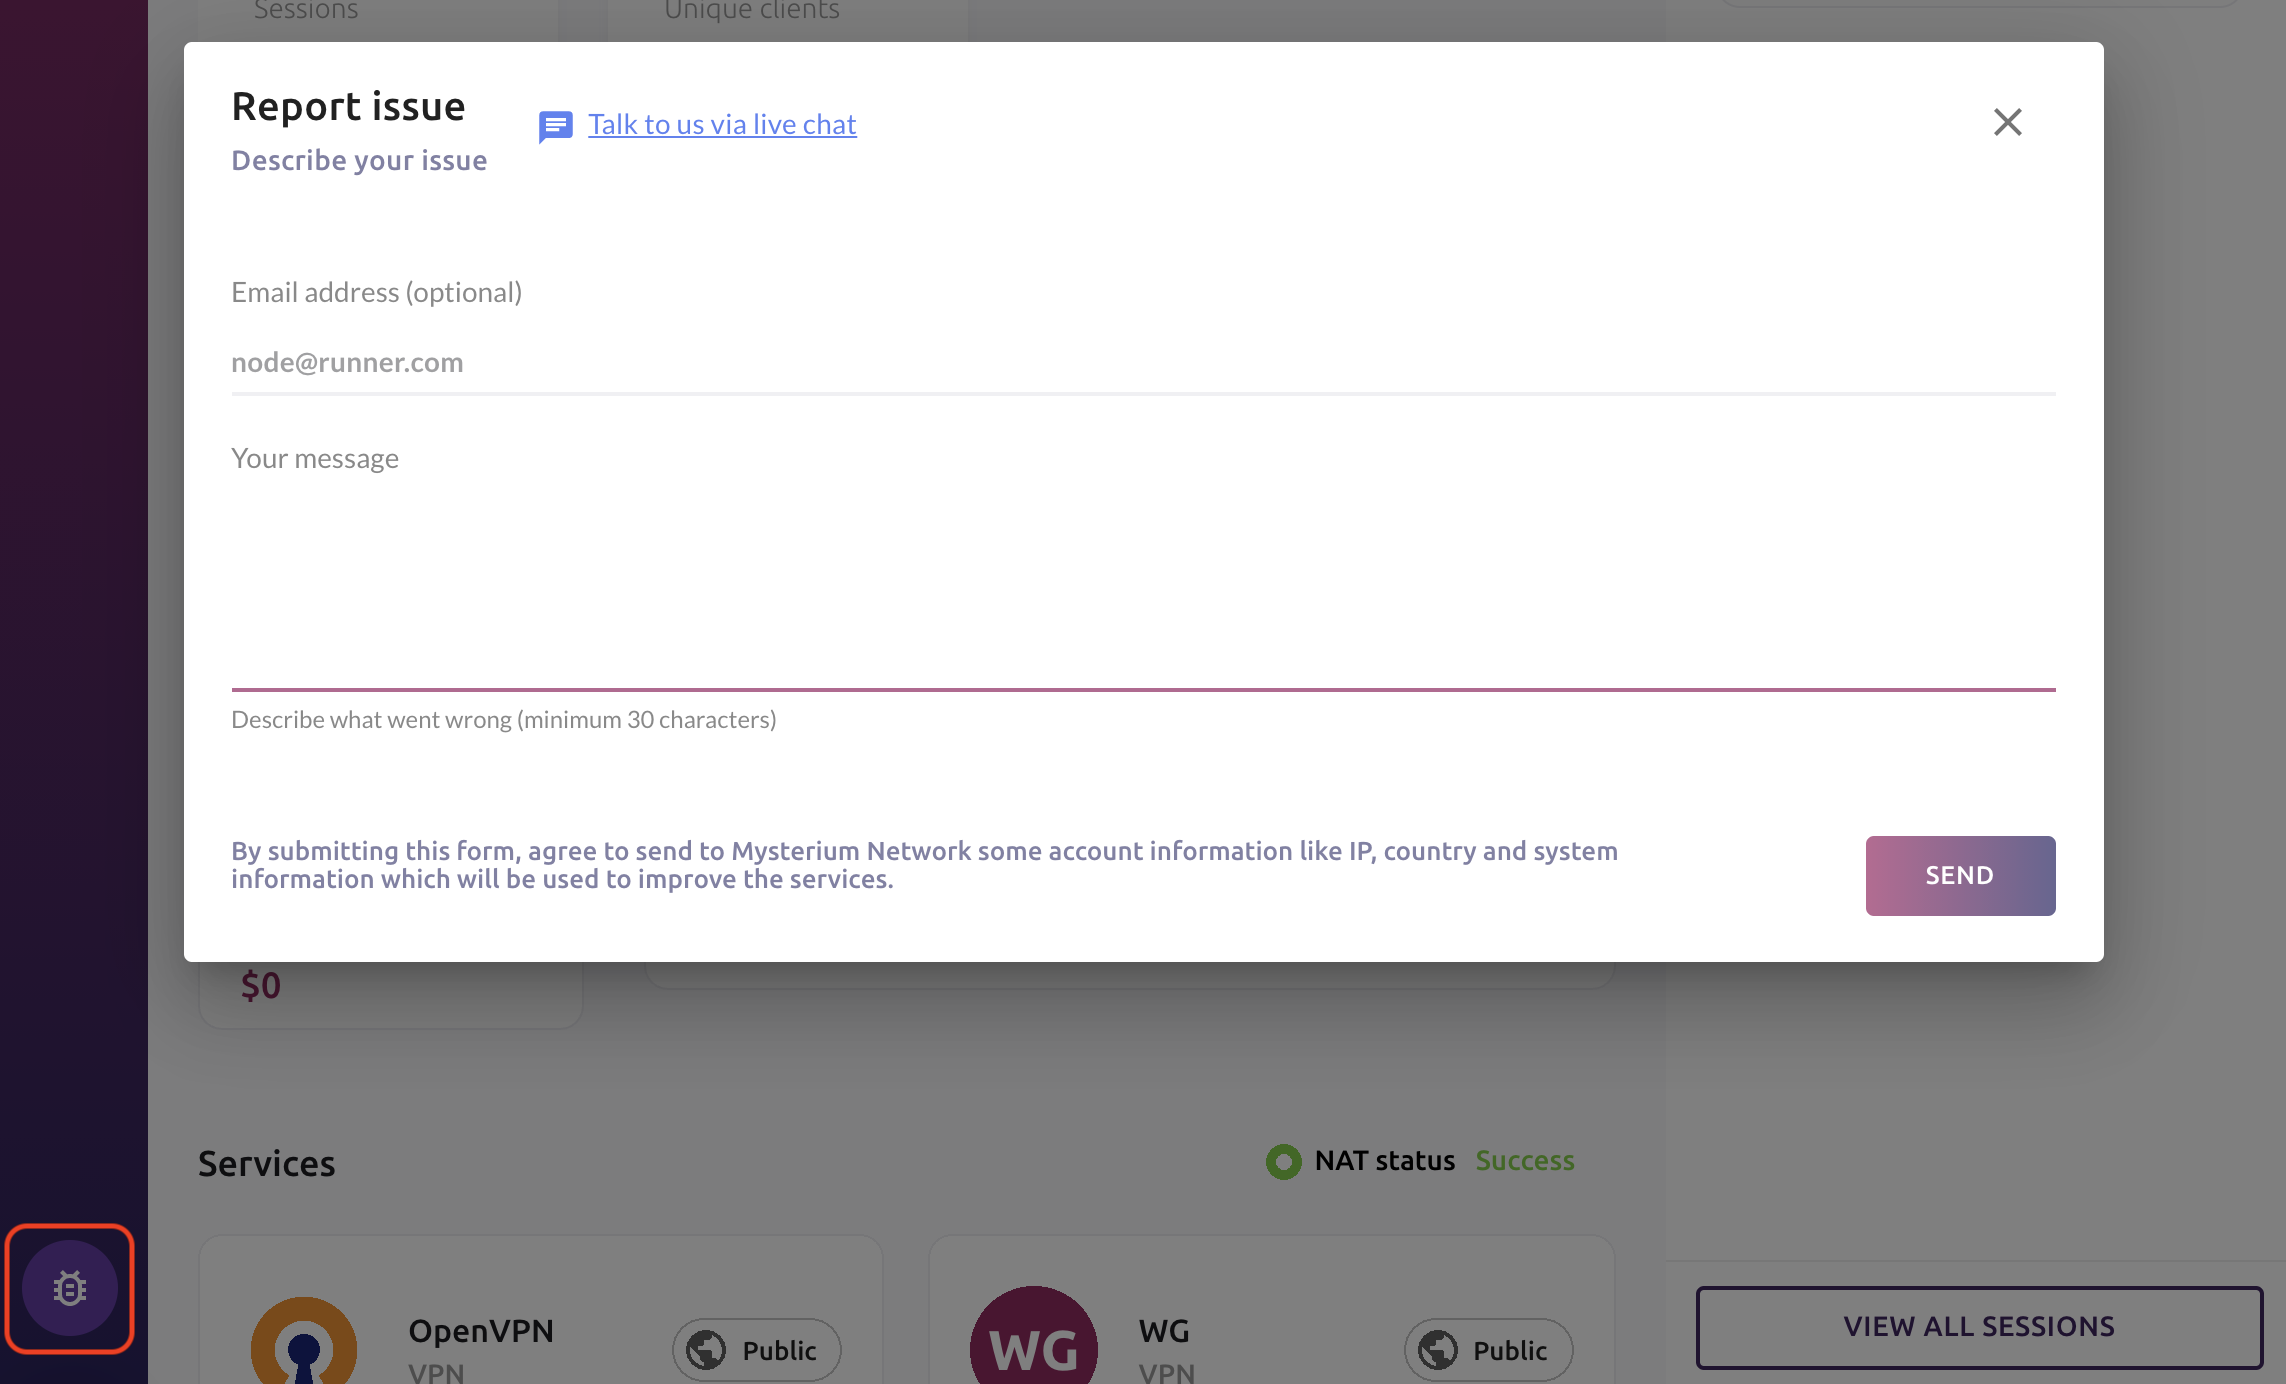 Sessions
Unique clients
Report issue
Talk to us via live chat
Describe your issue
Email address (optional)
node@runner.com
Your message
Describe what went wrong (minimum 30 characters)
By submitting this form, agree to send to Mysterium Network some account information like IP, country and system
information which will be used to improve the services.
SEND
$0
Services
NAT status Success
OpenVPN
VPN
Public
WG
WG
VPN
Public
VIEW ALL SESSIONS